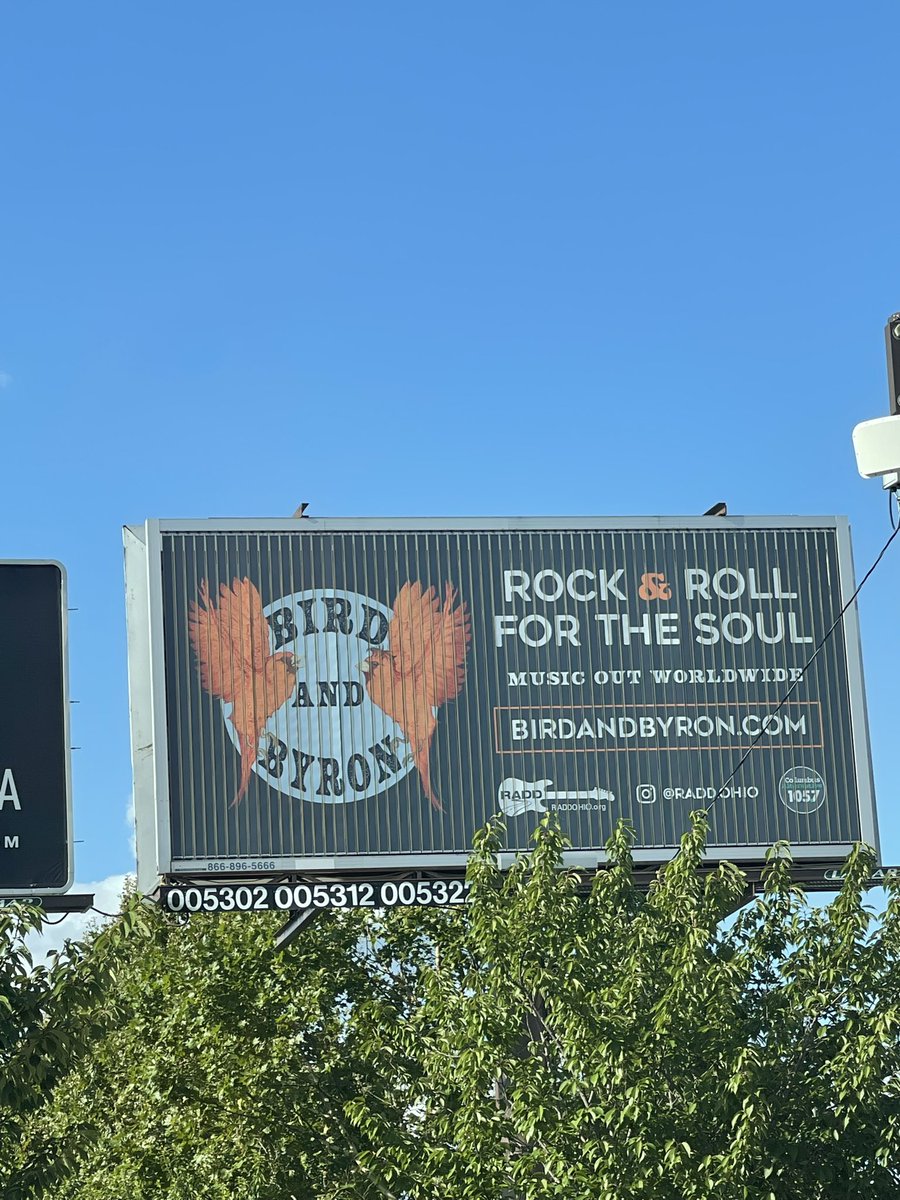 BIRD
AND
BYRON
ROCK & ROLL
FOR THE SOUL
MUSIC OUT WORLDWIDE
BIRDANDBYRON.COM
RADD
RADDOHIO.org
@RADDOHIO
Columbus
1057
866-896-5666
005302 005312 005322
A
M